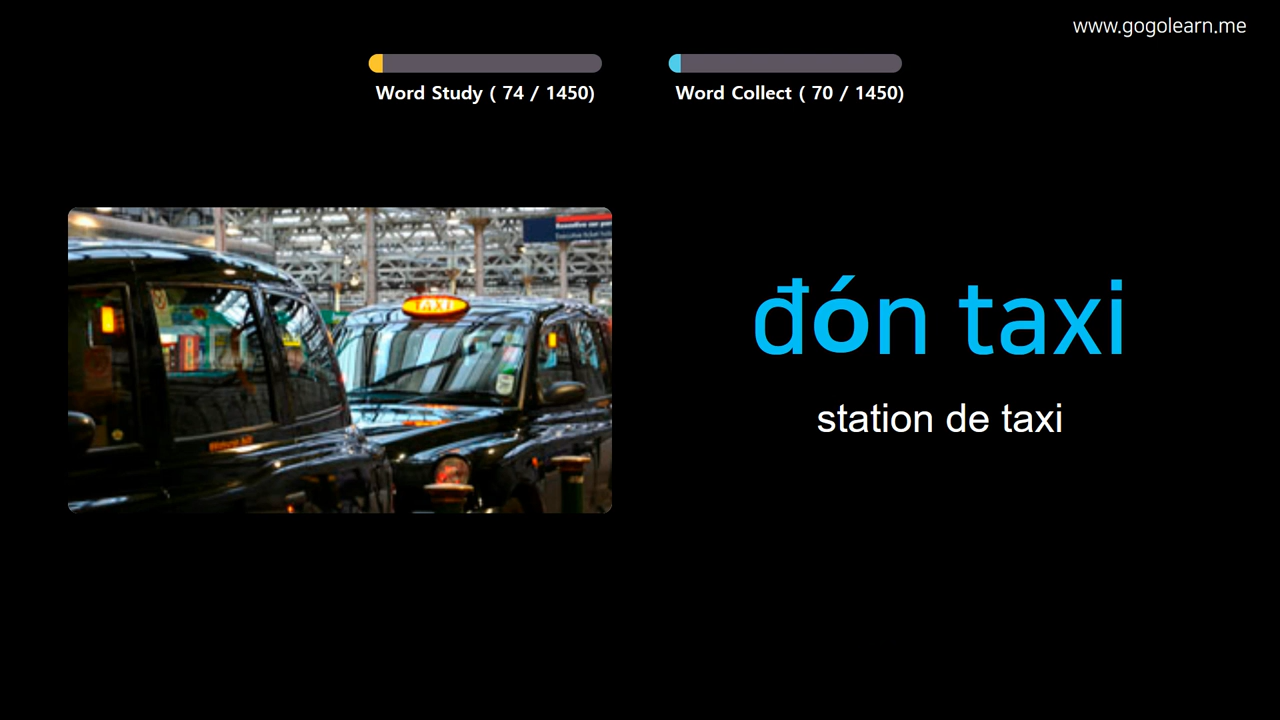 www.gogolearn.me
Word Study ( 74 / 1450)
Word Collect ( 70 / 1450)
TAXI
đón taxi
station de taxi